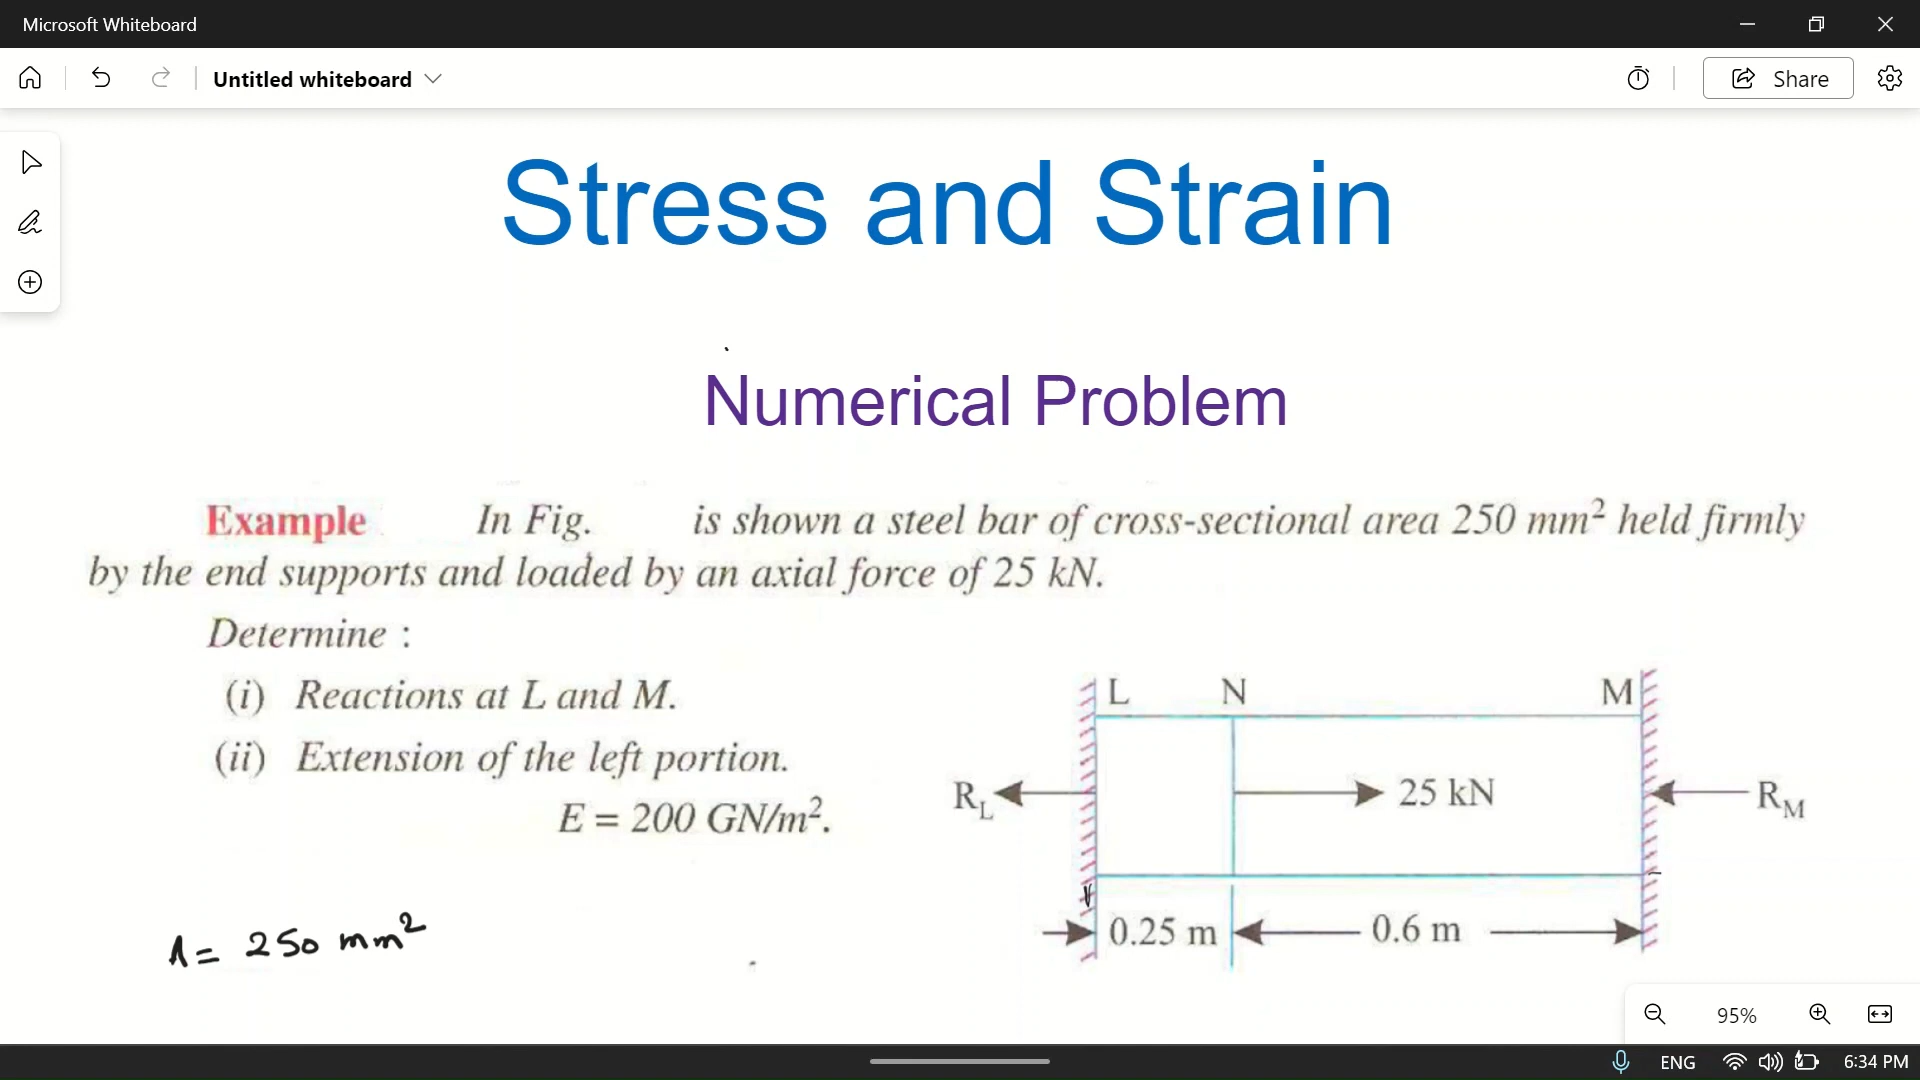 Microsoft Whiteboard
Untitled whiteboard
Share
Stress and Strain
Numerical Problem
Example In Fig. is shown a steel bar of cross-sectional area 250 mm² held firmly
by the end supports and loaded by an axial force of 25 kN.
Determine :
(i) Reactions at L and M.
(ii) Extension of the left portion.
E = 200 GN/m².
L N M
R_L 25 kN R_M
0.25 m 0.6 m
A = 250 mm²
95%
ENG 6:34 PM